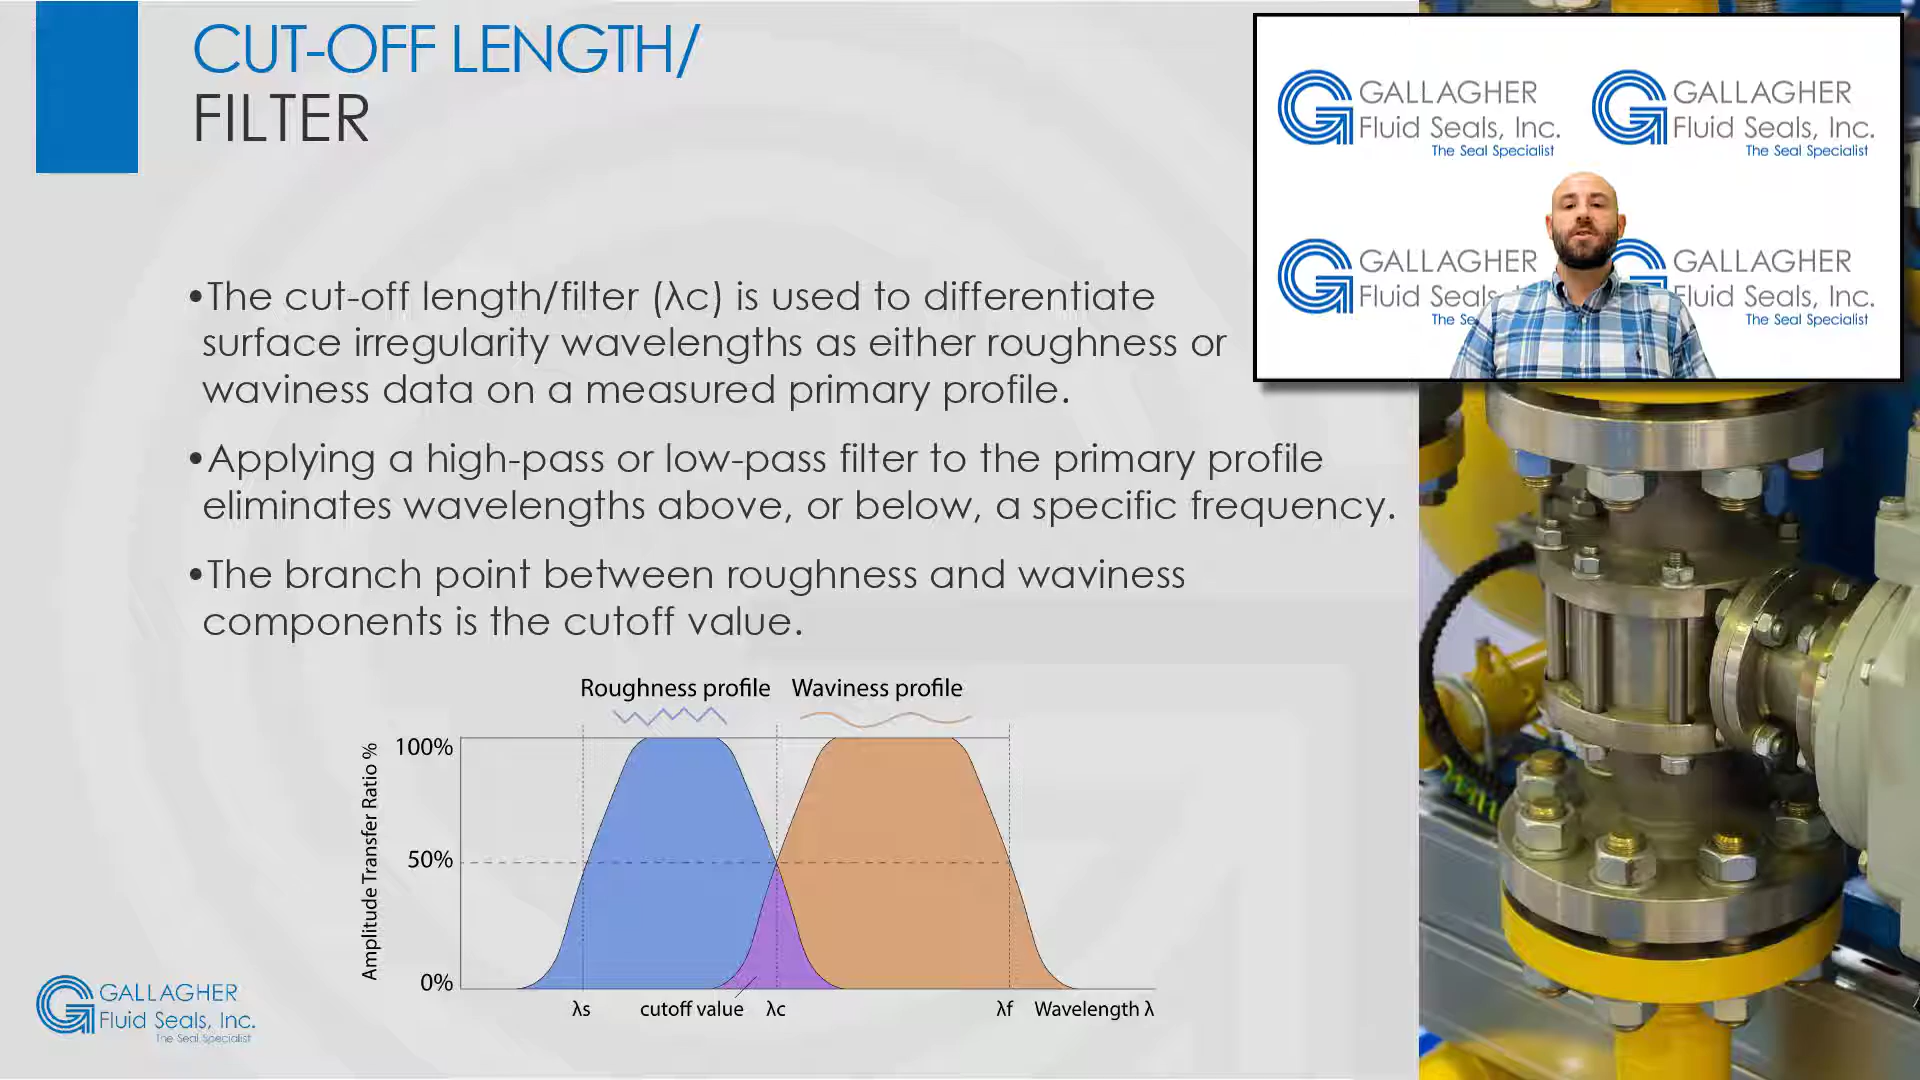 CUT-OFF LENGTH/
FILTER
GALLAGHER
Fluid Seals, Inc.
The Seal Specialist
GALLAGHER
Fluid Seals, Inc.
The Seal Specialist
GALLAGHER
Fluid Seals
The
GALLAGHER
Fluid Seals, Inc.
The Seal Specialist
•The cut-off length/filter (λc) is used to differentiate
surface irregularity wavelengths as either roughness or
waviness data on a measured primary profile.
•Applying a high-pass or low-pass filter to the primary profile
eliminates wavelengths above, or below, a specific frequency.
•The branch point between roughness and waviness
components is the cutoff value.
Roughness profile Waviness profile
Amplitude Transfer Ratio %
100%
50%
0%
λs cutoff value λc λf Wavelength λ
GALLAGHER
Fluid Seals, Inc.
The Seal Specialist